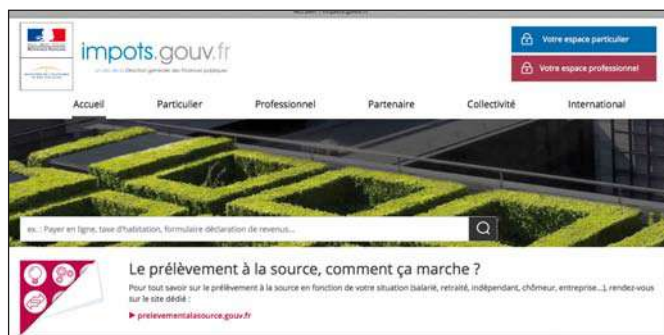 impots.gouv.fr
Votre espace particulier
Votre espace professionnel
Accueil Particulier Professionnel Partenaire Collectivité International
ex. : Payer en ligne, taxe d'habitation, formulaire déclaration de revenus...
Le prélèvement à la source, comment ça marche ?
Pour tout savoir sur le prélèvement à la source en fonction de votre situation (salarié, retraité, indépendant, chômeur, entreprise...), rendez-vous
sur le site dédié :
prelevementalasource.gouv.fr